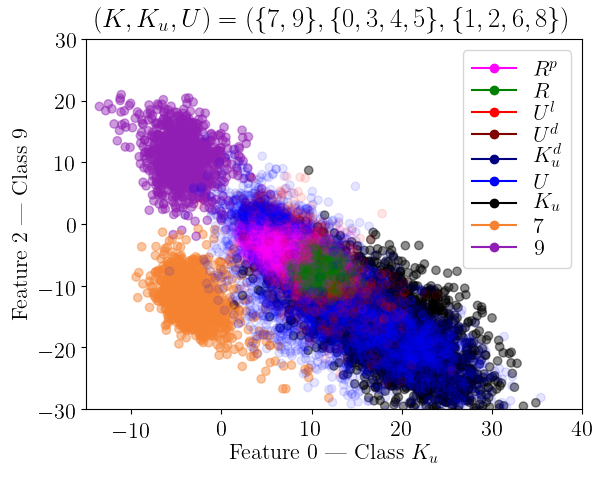 (K, K_u, U) = ({7, 9}, {0, 3, 4, 5}, {1, 2, 6, 8})
30
20
10
0
−10
−20
−30
Feature 2 — Class 9
R^p
R
U^l
U^d
K_u^d
U
K_u
7
9
−10
0
10
20
30
40
Feature 0 — Class K_u